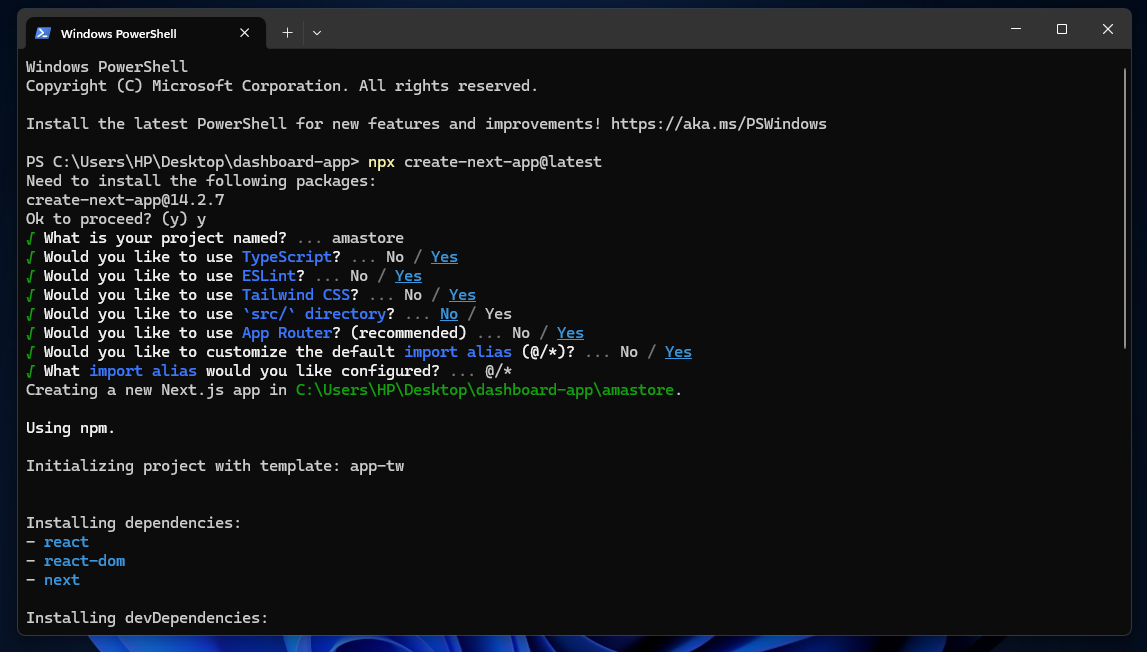 Windows PowerShell
Windows PowerShell
Copyright (C) Microsoft Corporation. All rights reserved.
Install the latest PowerShell for new features and improvements! https://aka.ms/PSWindows
PS C:\Users\HP\Desktop\dashboard-app> npx create-next-app@latest
Need to install the following packages:
create-next-app@14.2.7
Ok to proceed? (y) y
√ What is your project named? ... amastore
√ Would you like to use TypeScript? ... No / Yes
√ Would you like to use ESLint? ... No / Yes
√ Would you like to use Tailwind CSS? ... No / Yes
√ Would you like to use `src/` directory? ... No / Yes
√ Would you like to use App Router? (recommended) ... No / Yes
√ Would you like to customize the default import alias (@/*)? ... No / Yes
√ What import alias would you like configured? ... @/*
Creating a new Next.js app in C:\Users\HP\Desktop\dashboard-app\amastore.
Using npm.
Initializing project with template: app-tw
Installing dependencies:
- react
- react-dom
- next
Installing devDependencies: